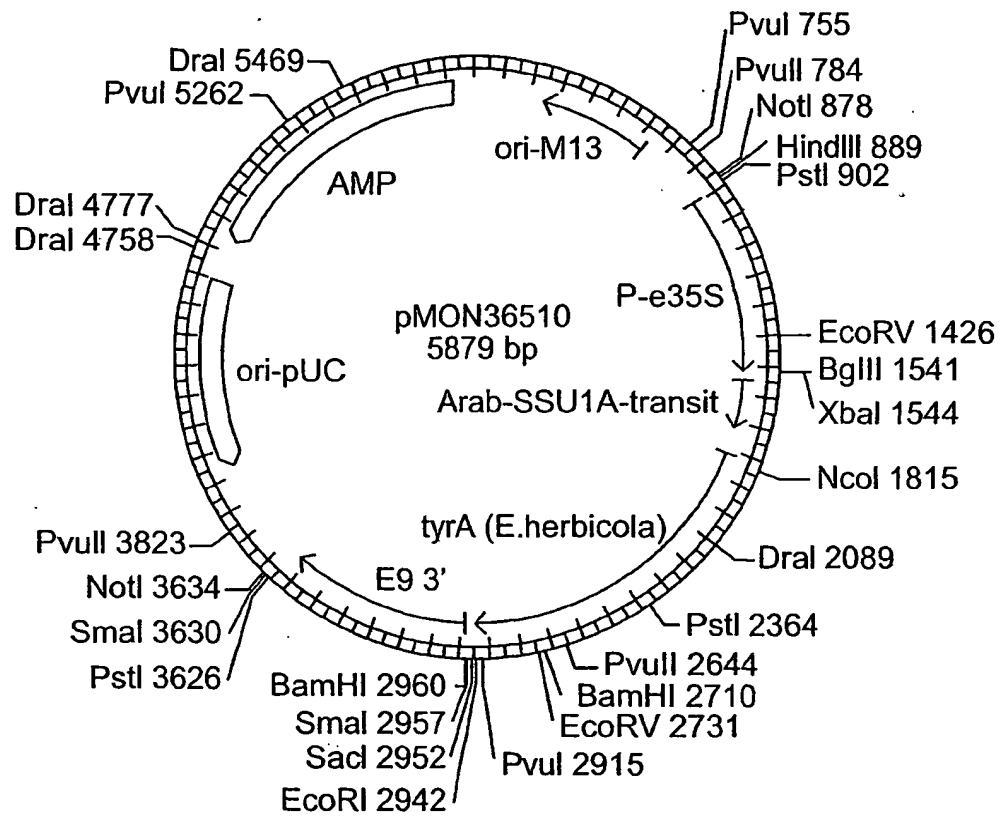 PvuI 755
DraI 5469
PvuII 784
PvuI 5262
NotI 878
ori-M13
HindIII 889
PstI 902
AMP
DraI 4777
DraI 4758
P-e35S
pMON36510
5879 bp
EcoRV 1426
ori-pUC
BglII 1541
Arab-SSU1A-transit
XbaI 1544
NcoI 1815
tyrA (E.herbicola)
PvuII 3823
DraI 2089
E9 3'
NotI 3634
SmaI 3630
PstI 2364
PstI 3626
PvuII 2644
BamHI 2960
BamHI 2710
SmaI 2957
EcoRV 2731
SacI 2952
PvuI 2915
EcoRI 2942